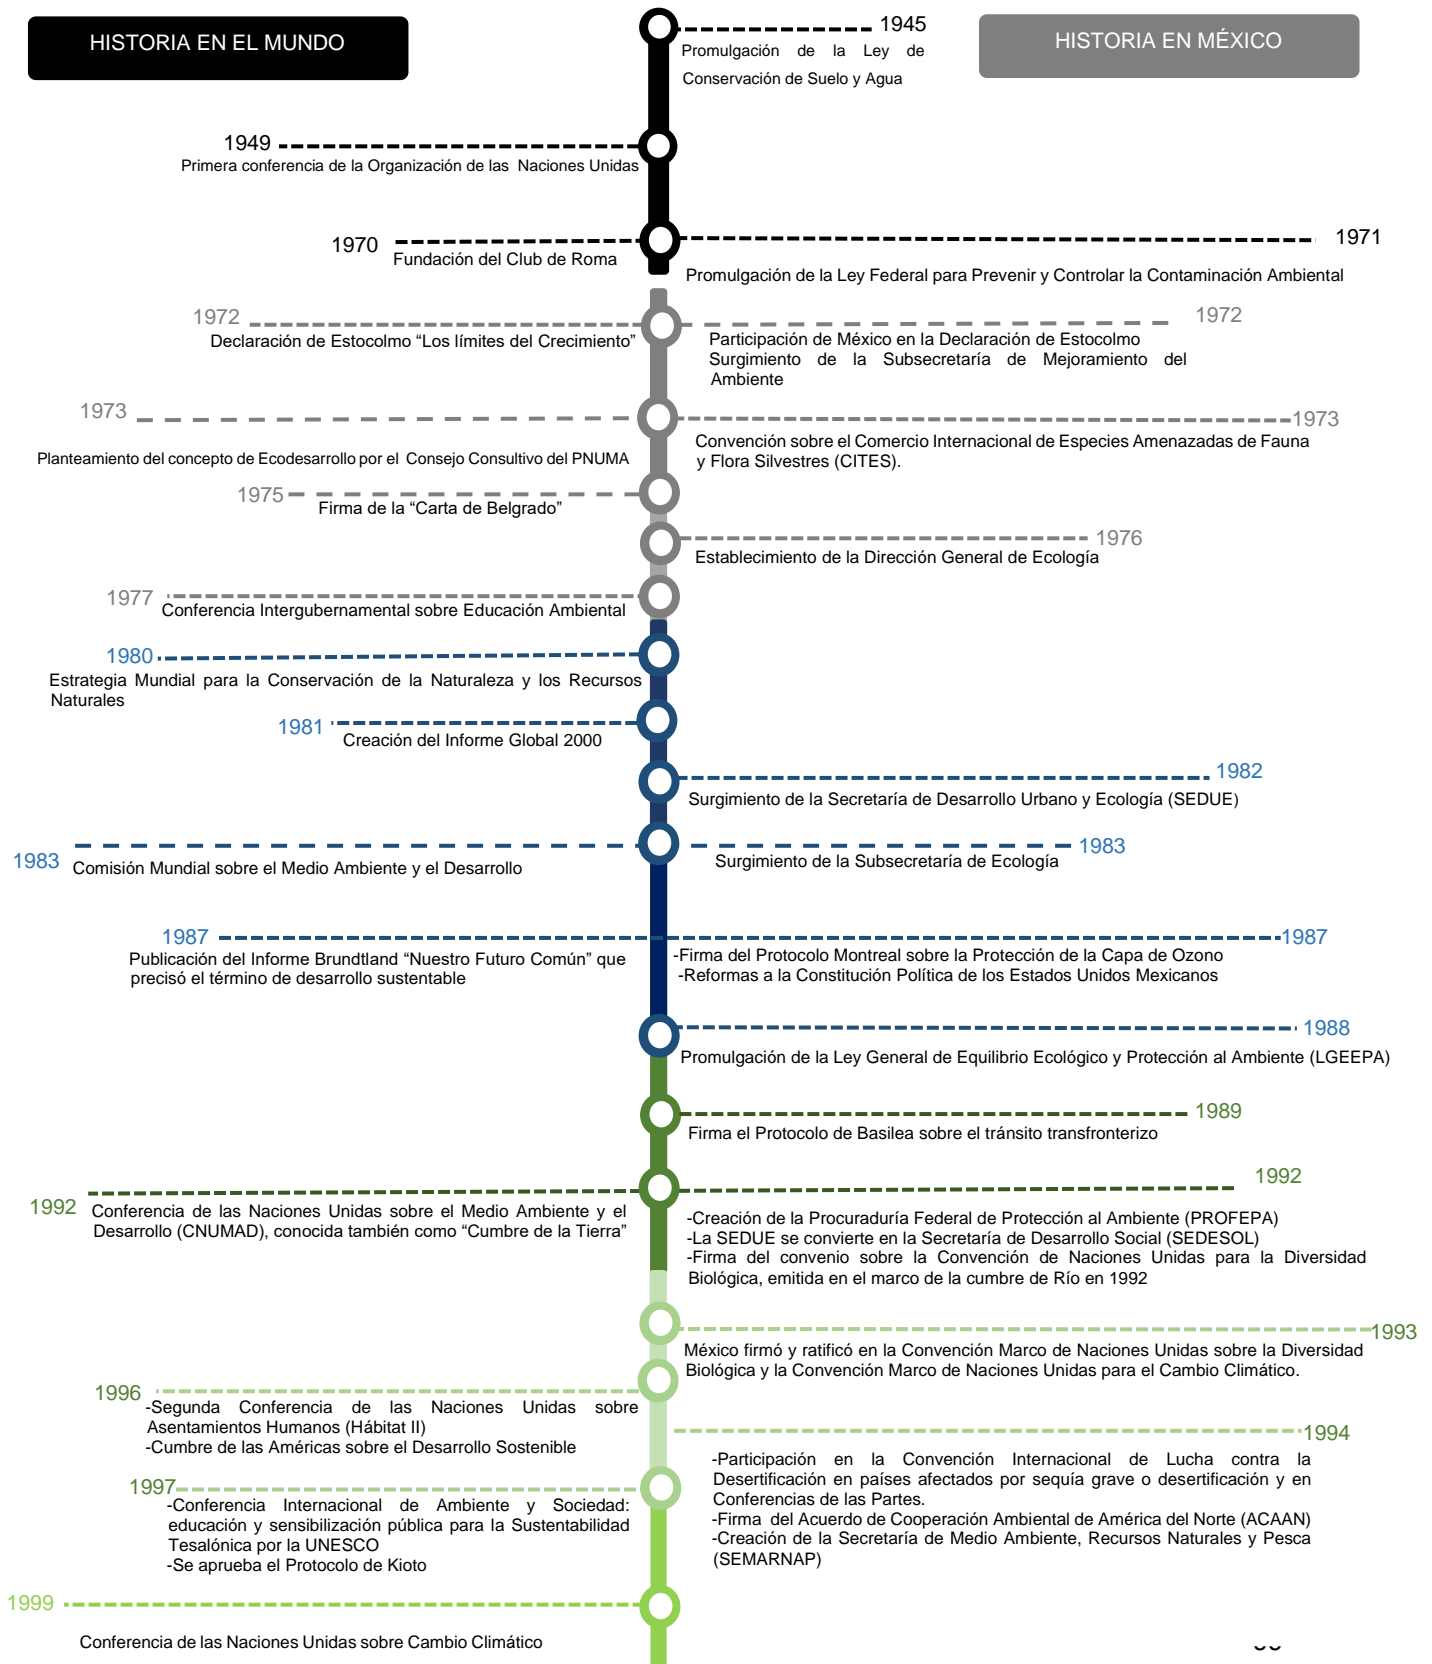 HISTORIA EN EL MUNDO
HISTORIA EN MÉXICO
1945
Promulgación de la Ley de
Conservación de Suelo y Agua
1949
Primera conferencia de la Organización de las Naciones Unidas
1970
Fundación del Club de Roma
1971
Promulgación de la Ley Federal para Prevenir y Controlar la Contaminación Ambiental
1972
Declaración de Estocolmo “Los límites del Crecimiento”
1972
Participación de México en la Declaración de Estocolmo
Surgimiento de la Subsecretaría de Mejoramiento del
Ambiente
1973
Planteamiento del concepto de Ecodesarrollo por el Consejo Consultivo del PNUMA
1973
Convención sobre el Comercio Internacional de Especies Amenazadas de Fauna
y Flora Silvestres (CITES).
1975
Firma de la “Carta de Belgrado”
1976
Establecimiento de la Dirección General de Ecología
1977
Conferencia Intergubernamental sobre Educación Ambiental
1980
Estrategia Mundial para la Conservación de la Naturaleza y los Recursos
Naturales
1981
Creación del Informe Global 2000
1982
Surgimiento de la Secretaría de Desarrollo Urbano y Ecología (SEDUE)
1983
Comisión Mundial sobre el Medio Ambiente y el Desarrollo
1983
Surgimiento de la Subsecretaría de Ecología
1987
Publicación del Informe Brundtland “Nuestro Futuro Común” que
precisó el término de desarrollo sustentable
1987
-Firma del Protocolo Montreal sobre la Protección de la Capa de Ozono
-Reformas a la Constitución Política de los Estados Unidos Mexicanos
1988
Promulgación de la Ley General de Equilibrio Ecológico y Protección al Ambiente (LGEEPA)
1989
Firma el Protocolo de Basilea sobre el tránsito transfronterizo
1992
Conferencia de las Naciones Unidas sobre el Medio Ambiente y el
Desarrollo (CNUMAD), conocida también como “Cumbre de la Tierra”
1992
-Creación de la Procuraduría Federal de Protección al Ambiente (PROFEPA)
-La SEDUE se convierte en la Secretaría de Desarrollo Social (SEDESOL)
-Firma del convenio sobre la Convención de Naciones Unidas para la Diversidad
Biológica, emitida en el marco de la cumbre de Río en 1992
1993
México firmó y ratificó en la Convención Marco de Naciones Unidas sobre la Diversidad
Biológica y la Convención Marco de Naciones Unidas para el Cambio Climático.
1996
-Segunda Conferencia de las Naciones Unidas sobre
Asentamientos Humanos (Hábitat II)
-Cumbre de las Américas sobre el Desarrollo Sostenible
1994
-Participación en la Convención Internacional de Lucha contra la
Desertificación en países afectados por sequía grave o desertificación y en
Conferencias de las Partes.
-Firma del Acuerdo de Cooperación Ambiental de América del Norte (ACAAN)
-Creación de la Secretaría de Medio Ambiente, Recursos Naturales y Pesca
(SEMARNAP)
1997
-Conferencia Internacional de Ambiente y Sociedad:
educación y sensibilización pública para la Sustentabilidad
Tesalónica por la UNESCO
-Se aprueba el Protocolo de Kioto
1999
Conferencia de las Naciones Unidas sobre Cambio Climático